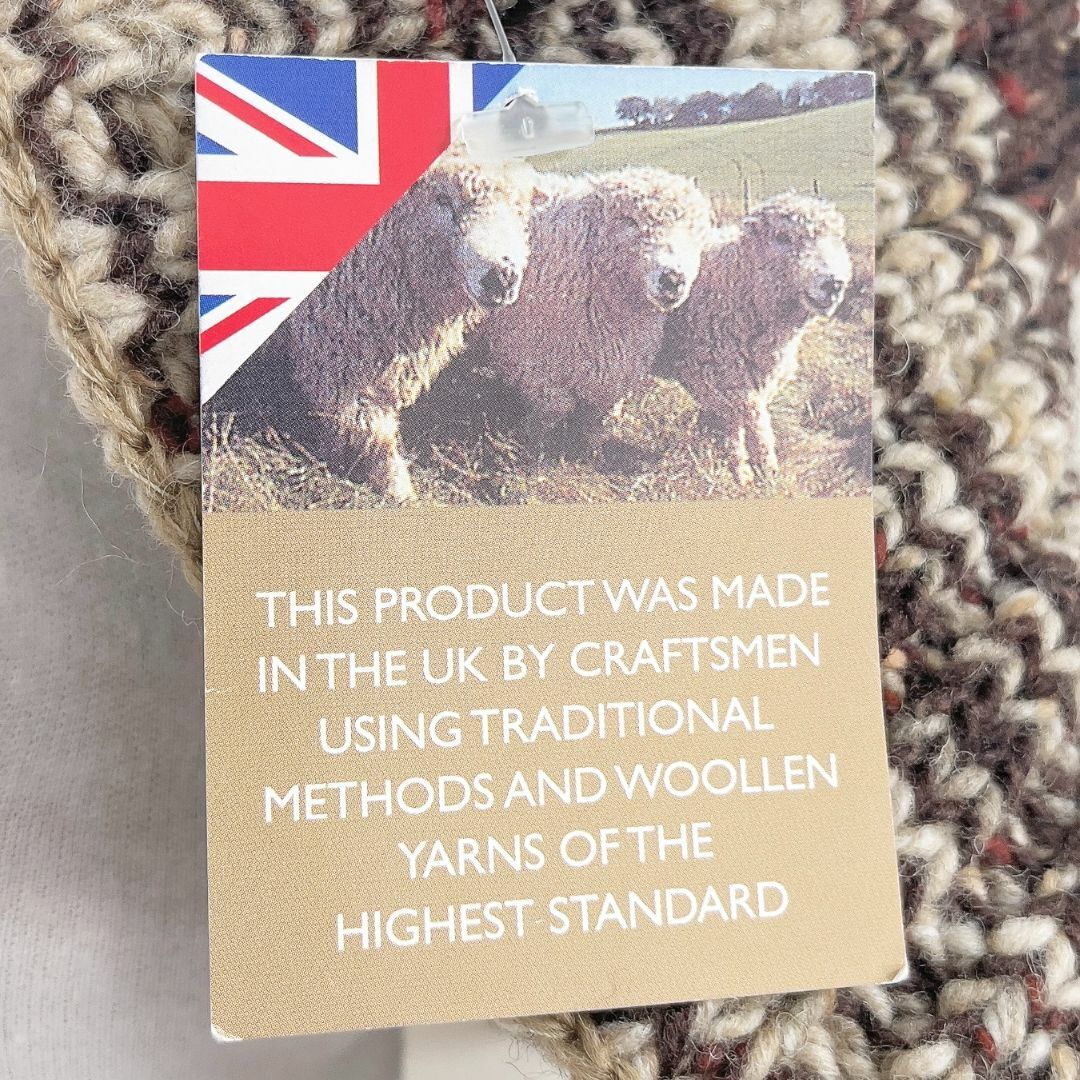 THIS PRODUCT WAS MADE
IN THE UK BY CRAFTSMEN
USING TRADITIONAL
METHODS AND WOOLLEN
YARNS OF THE
HIGHEST STANDARD